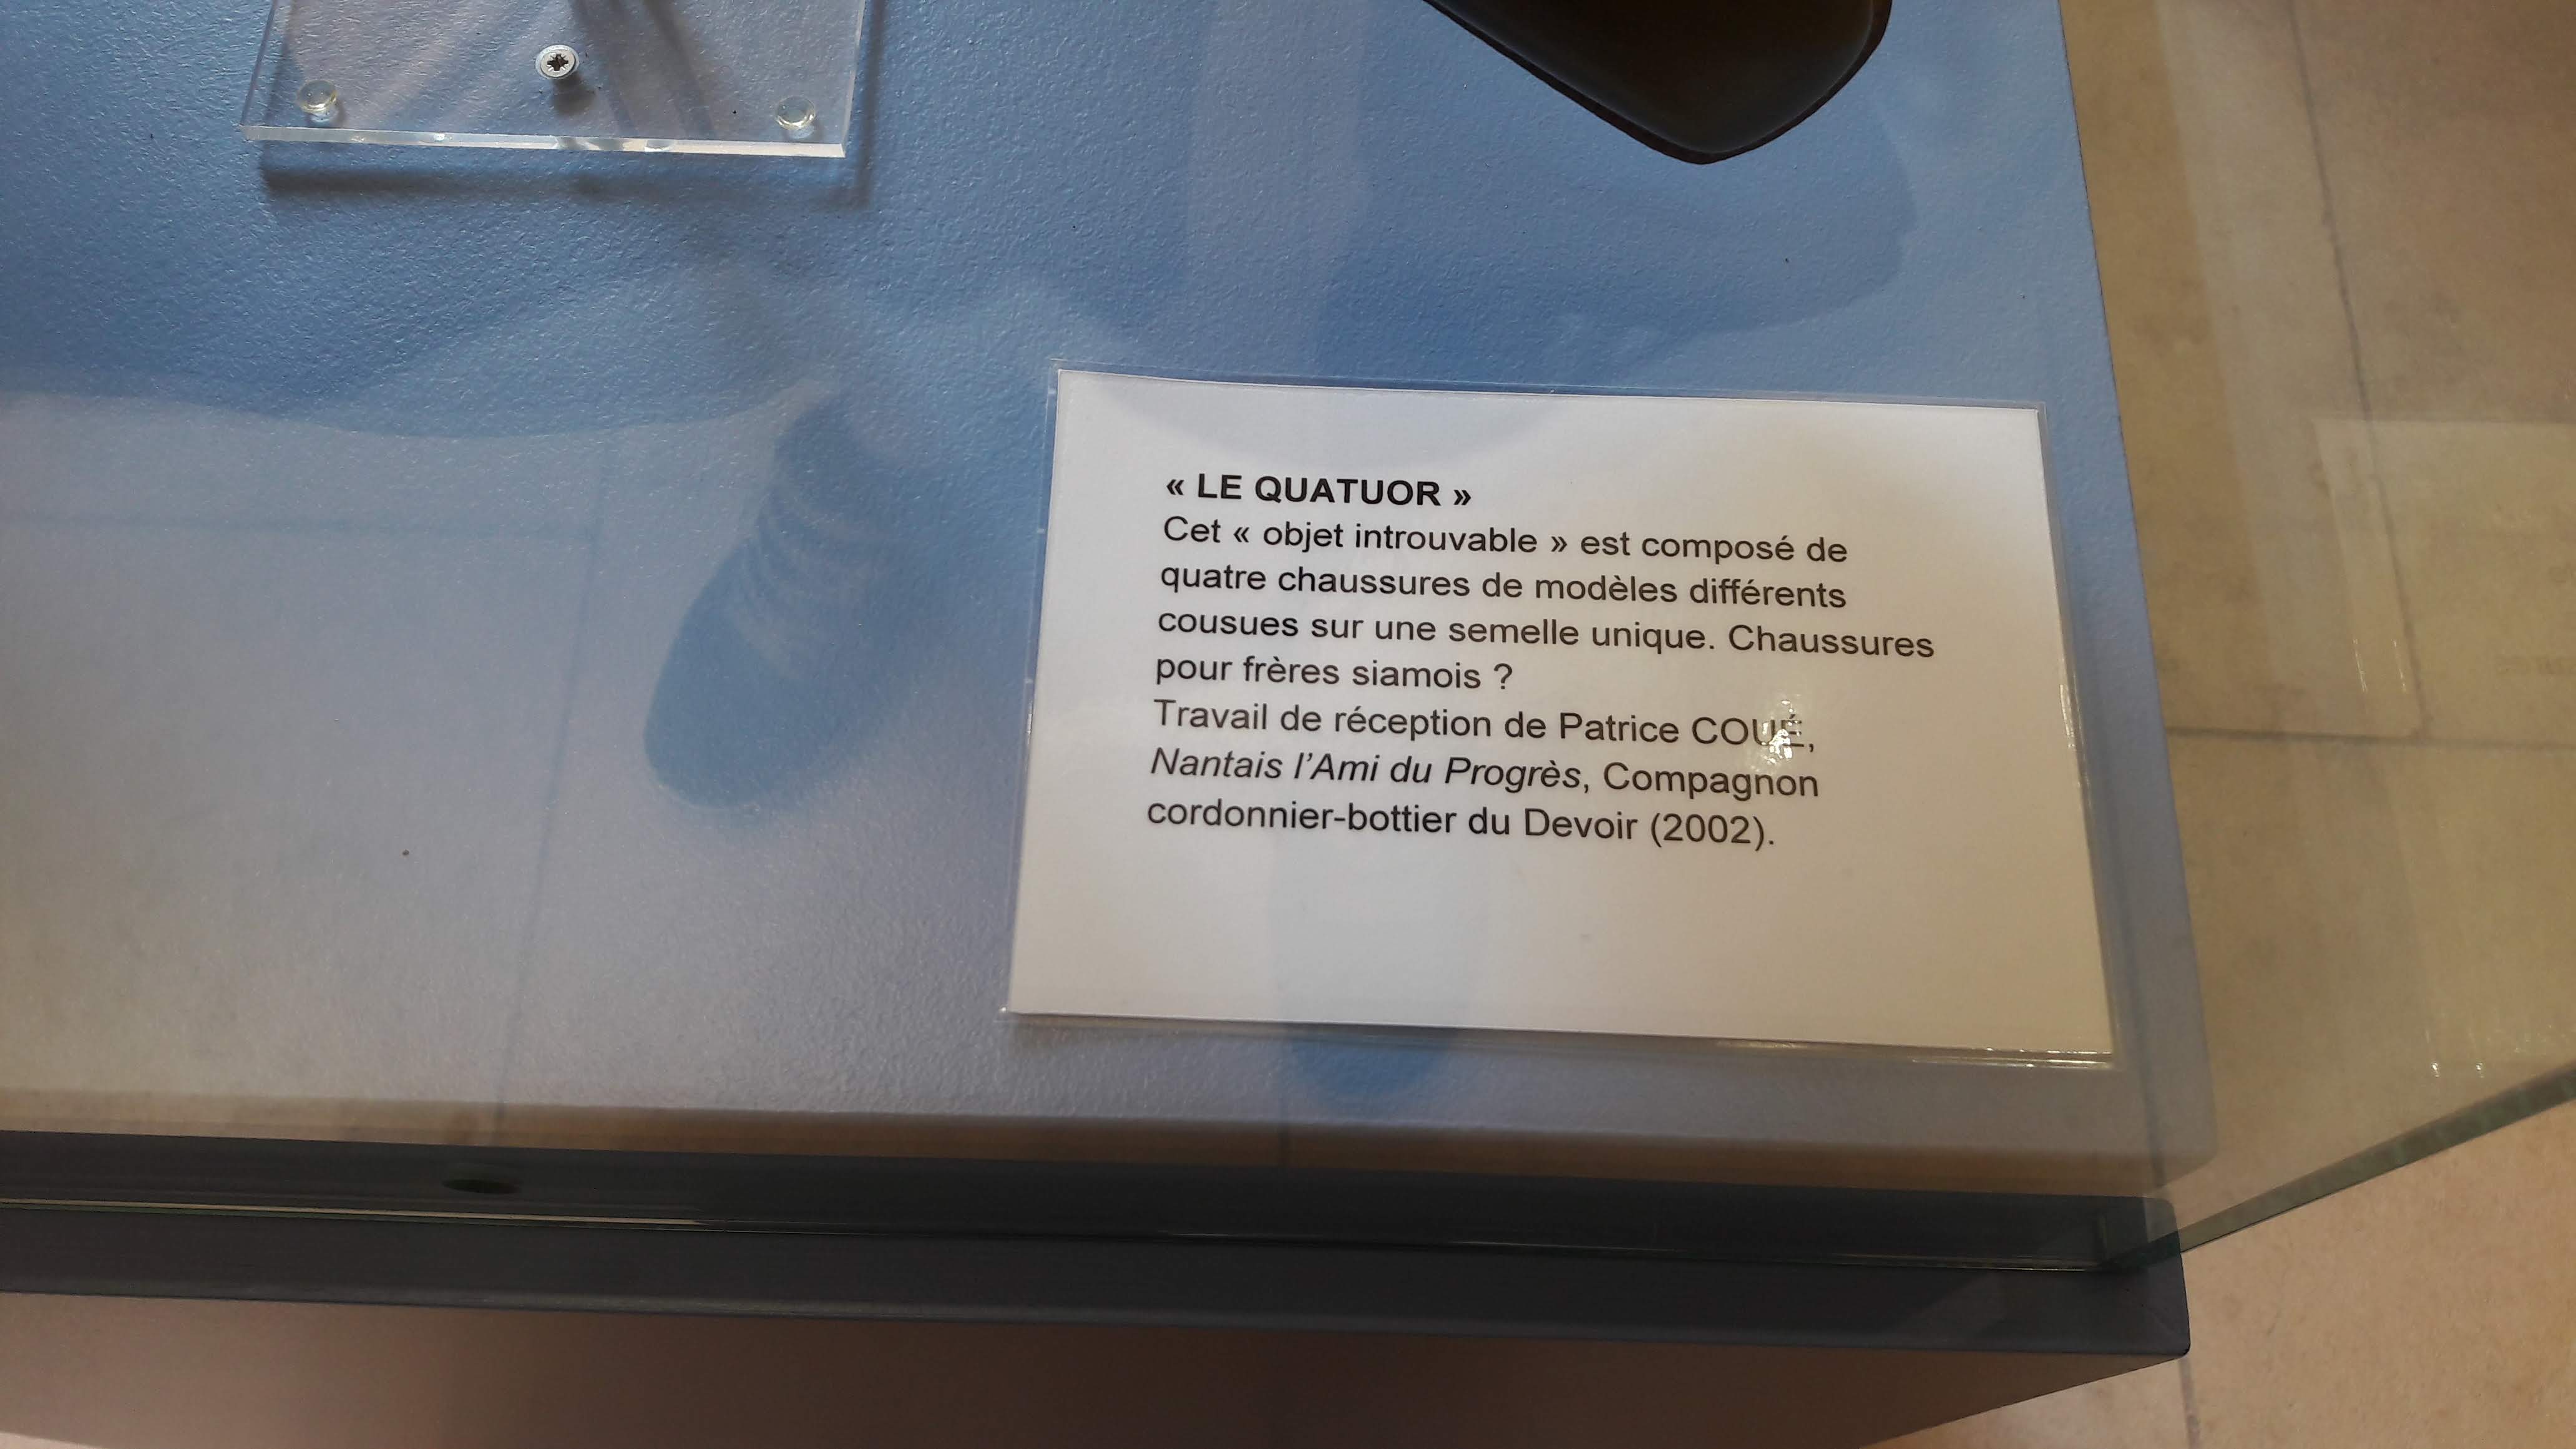 « LE QUATUOR »
Cet « objet introuvable » est composé de
quatre chaussures de modèles différents
cousues sur une semelle unique. Chaussures
pour frères siamois ?
Travail de réception de Patrice COUÉ,
Nantais l'Ami du Progrès, Compagnon
cordonnier-bottier du Devoir (2002).